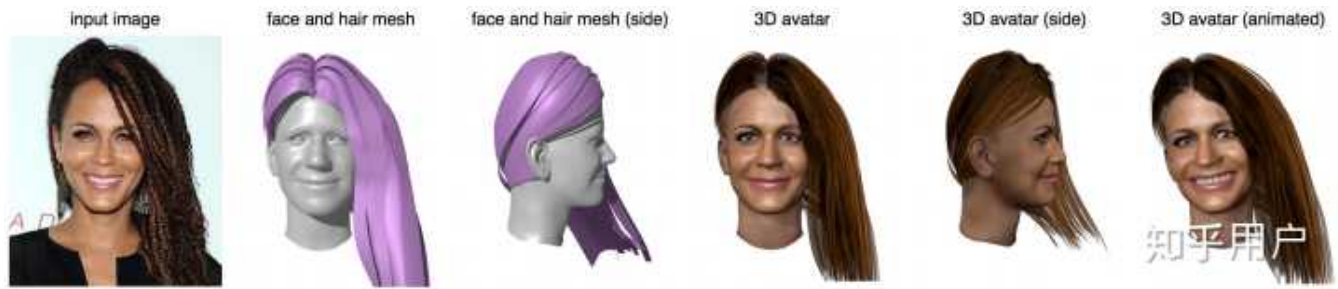 input image
face and hair mesh
face and hair mesh (side)
3D avatar
3D avatar (side)
3D avatar (animated)
A D
知乎用户